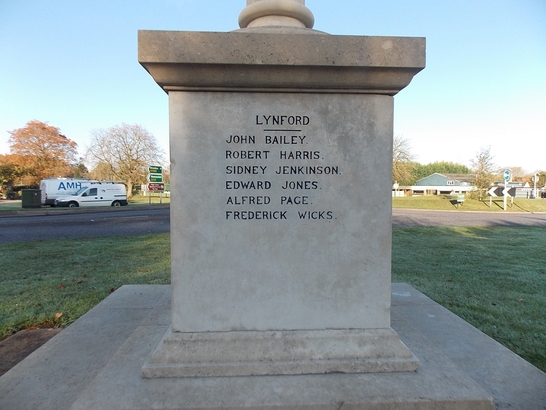 LYNFORD
JOHN BAILEY.
ROBERT HARRIS.
SIDNEY JENKINSON.
EDWARD JONES.
ALFRED PAGE.
FREDERICK WICKS.
AMH